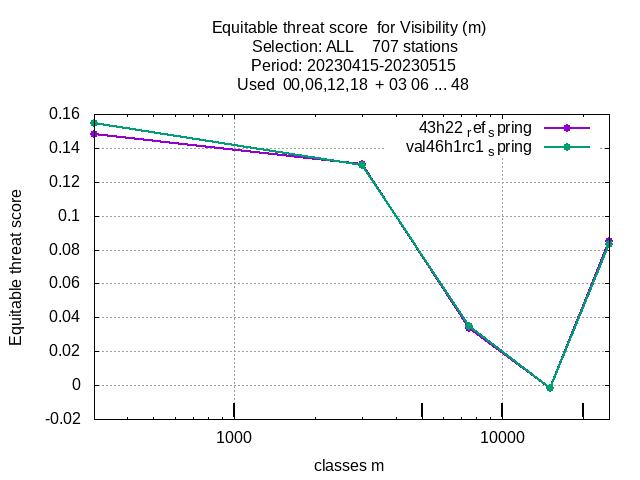 Equitable threat score  for Visibility (m)
Selection: ALL    707 stations
Period: 20230415-20230515
Used  00,06,12,18  + 03 06 ... 48
43h22 ref spring
val46h1rc1 spring
0.16
0.14
0.12
0.1
0.08
0.06
0.04
0.02
0
-0.02
Equitable threat score
1000
10000
classes m